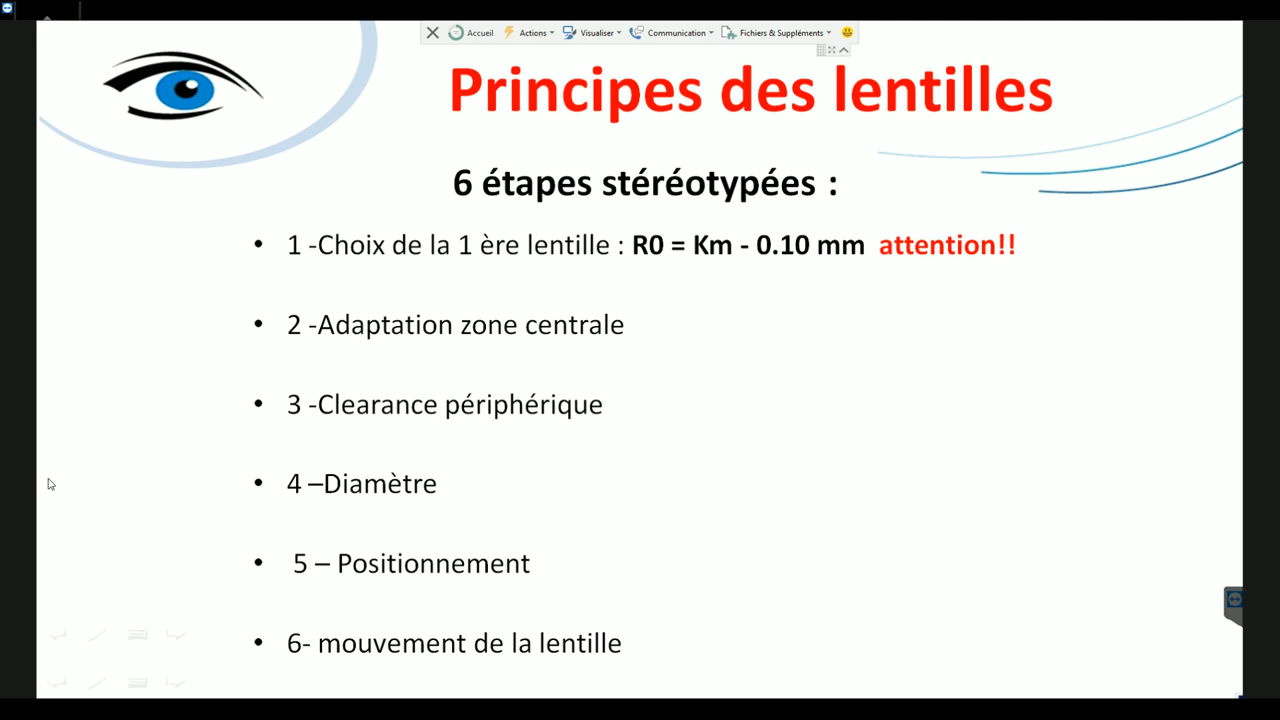 Accueil Actions Visualiser Communication Fichiers & Suppléments
Principes des lentilles
6 étapes stéréotypées :
• 1 -Choix de la 1 ère lentille : R0 = Km - 0.10 mm attention!!
• 2 -Adaptation zone centrale
• 3 -Clearance périphérique
• 4 –Diamètre
• 5 – Positionnement
• 6- mouvement de la lentille